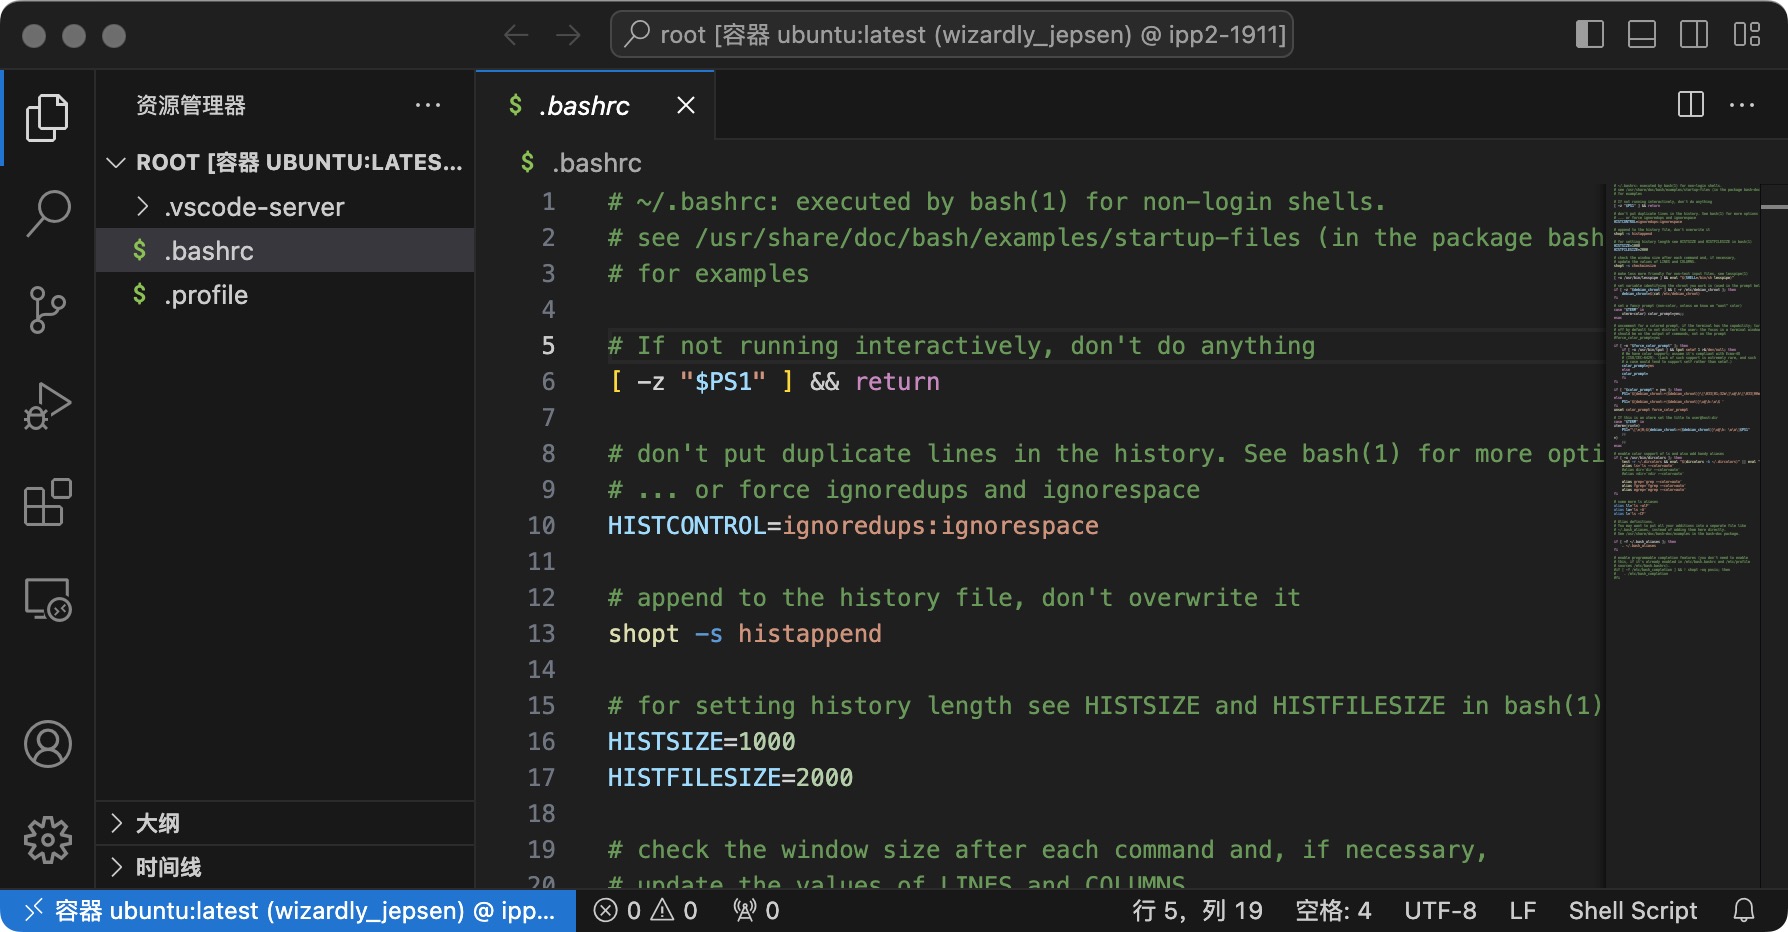 root [容器 ubuntu:latest (wizardly_jepsen) @ ipp2-1911]
资源管理器
ROOT [容器 UBUNTU:LATES...
.vscode-server
$ .bashrc
$ .profile
大纲
时间线
$ .bashrc
$ .bashrc
1 # ~/.bashrc: executed by bash(1) for non-login shells.
2 # see /usr/share/doc/bash/examples/startup-files (in the package bash
3 # for examples
4
5 # If not running interactively, don't do anything
6 [ -z "$PS1" ] && return
7
8 # don't put duplicate lines in the history. See bash(1) for more opti
9 # ... or force ignoredups and ignorespace
10 HISTCONTROL=ignoredups:ignorespace
11
12 # append to the history file, don't overwrite it
13 shopt -s histappend
14
15 # for setting history length see HISTSIZE and HISTFILESIZE in bash(1)
16 HISTSIZE=1000
17 HISTFILESIZE=2000
18
19 # check the window size after each command and, if necessary,
20 # update the values of LINES and COLUMNS
容器 ubuntu:latest (wizardly_jepsen) @ ipp...
0 0 0
行 5，列 19 空格: 4 UTF-8 LF Shell Script